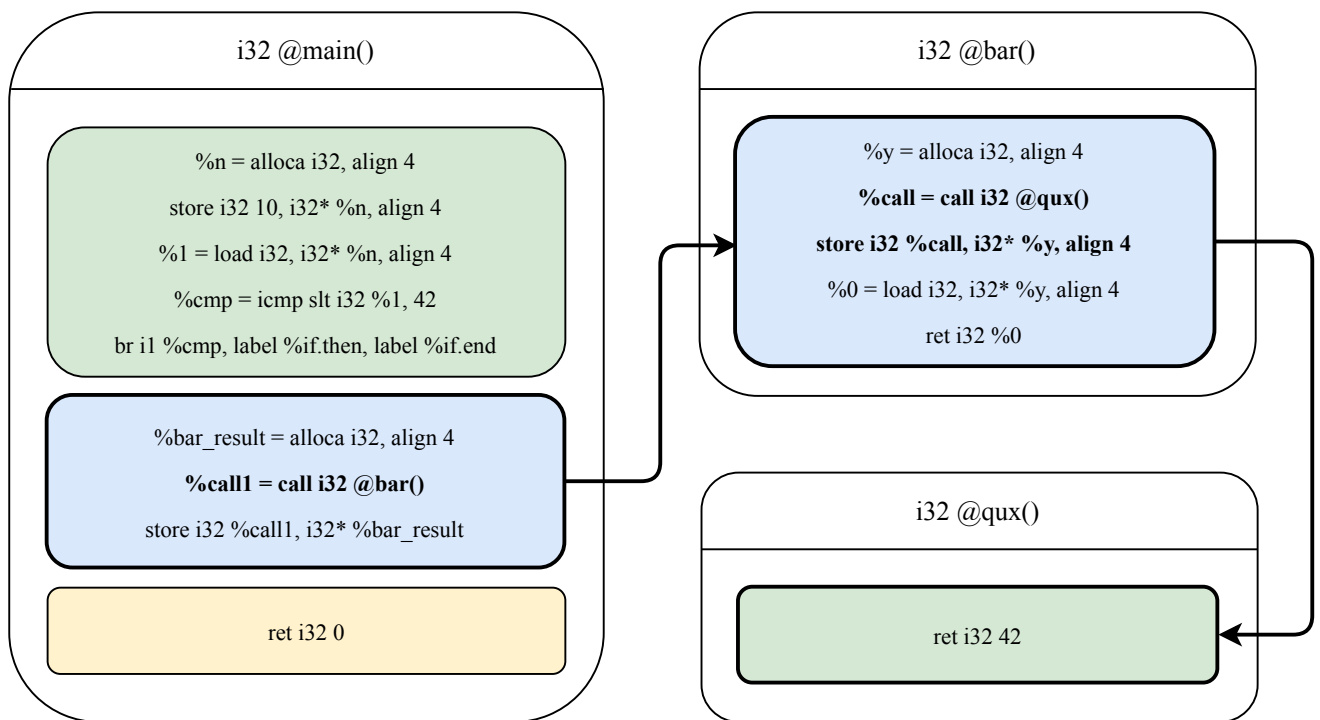 i32 @main()
%n = alloca i32, align 4
store i32 10, i32* %n, align 4
%1 = load i32, i32* %n, align 4
%cmp = icmp slt i32 %1, 42
br i1 %cmp, label %if.then, label %if.end
%bar_result = alloca i32, align 4
%call1 = call i32 @bar()
store i32 %call1, i32* %bar_result
ret i32 0
i32 @bar()
%y = alloca i32, align 4
%call = call i32 @qux()
store i32 %call, i32* %y, align 4
%0 = load i32, i32* %y, align 4
ret i32 %0
i32 @qux()
ret i32 42